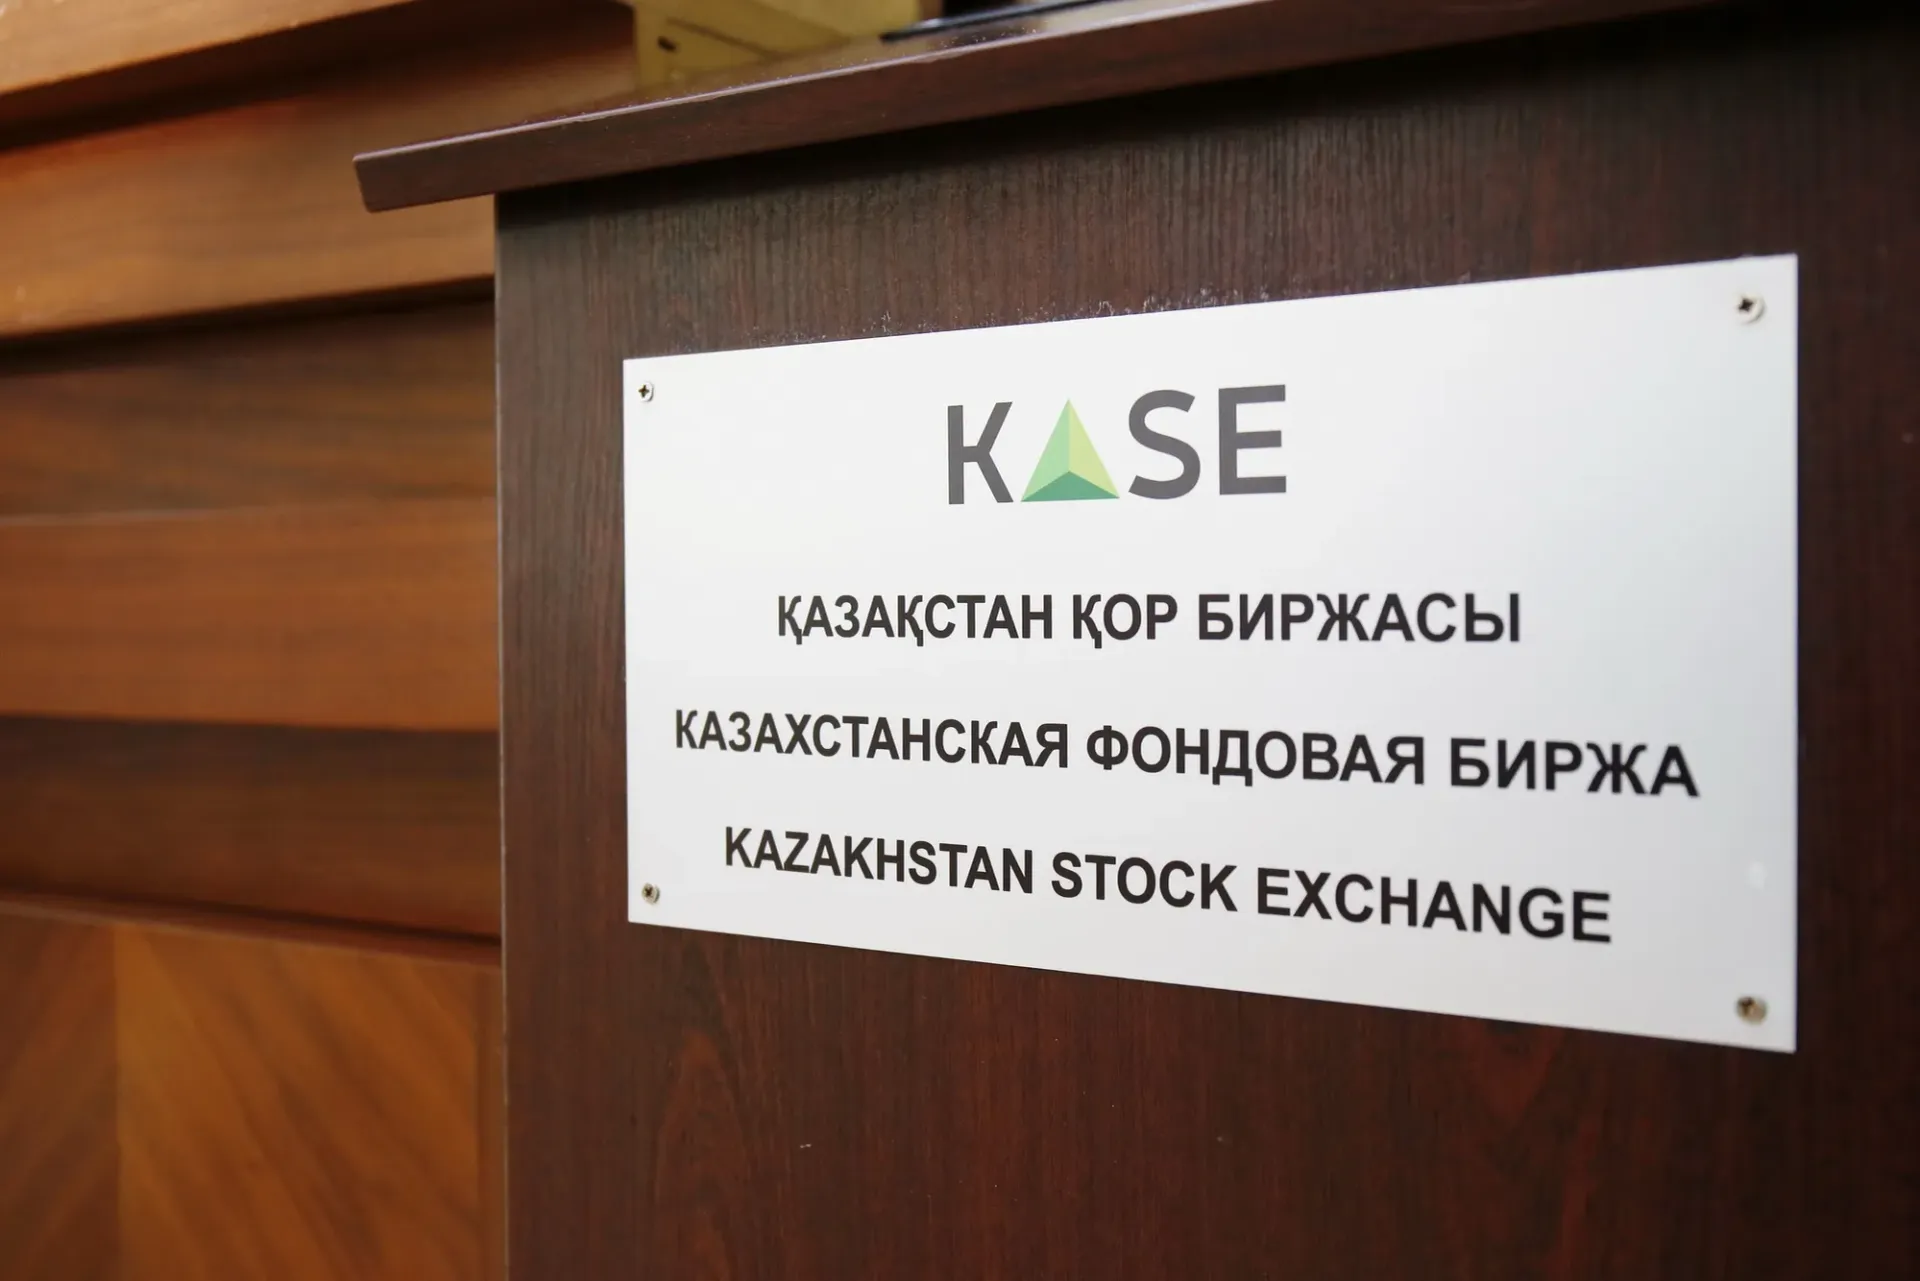 KASE
ҚАЗАҚСТАН ҚОР БИРЖАСЫ
КАЗАХСТАНСКАЯ ФОНДОВАЯ БИРЖА
KAZAKHSTAN STOCK EXCHANGE